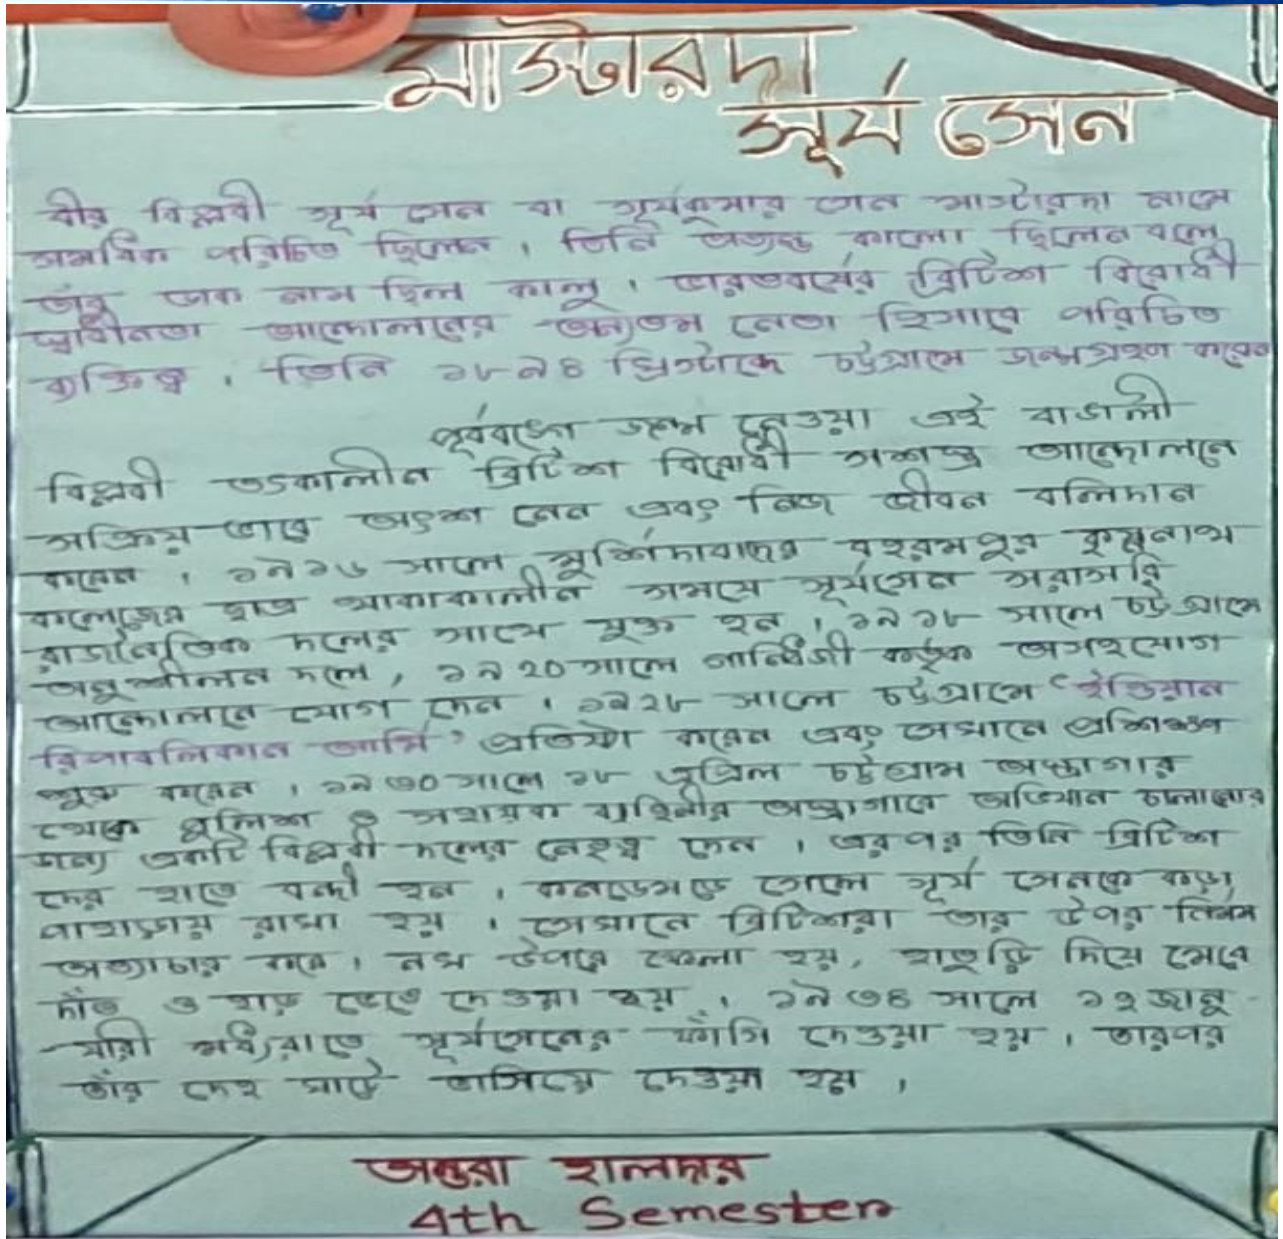 মাস্টারদা
সূর্য সেন
বীর বিপ্লবী সূর্য সেন বা সূর্যকুমার সেন মাস্টারদা নামে
সমধিক পরিচিত ছিলেন। তিনি অত্যন্ত কালো ছিলেন বলে
তাঁর ডাক নাম ছিল কালু। ভারতবর্ষের ব্রিটিশ বিরোধী
স্বাধীনতা আন্দোলনের অন্যতম নেতা হিসাবে পরিচিত
ব্যক্তিত্ব। তিনি ১৮৯৪ খ্রিস্টাব্দে চট্টগ্রামে জন্মগ্রহণ করেন
পূর্ববঙ্গে জন্ম নেওয়া এই বাঙালী
বিপ্লবী তৎকালীন ব্রিটিশ বিরোধী সশস্ত্র আন্দোলনে
সক্রিয় ভাবে অংশ নেন এবং নিজ জীবন বলিদান
করেন। ১৯১৬ সালে মুর্শিদাবাদের বহরমপুর কৃষ্ণনাথ
কলেজের ছাত্র থাকাকালীন সময়ে সূর্যসেন সরাসরি
রাজনৈতিক দলের সাথে যুক্ত হন। ১৯১৮ সালে চট্টগ্রামে
অনুশীলন দলে, ১৯২০ সালে গান্ধিজী কর্তৃক অসহযোগ
আন্দোলনে যোগ দেন। ১৯২৮ সালে চট্টগ্রামে 'ইন্ডিয়ান
রিপাবলিকান আর্মি' প্রতিষ্ঠা করেন এবং সেখানে প্রশিক্ষণ
শুরু করেন। ১৯৩০ সালে ১৮ এপ্রিল চট্টগ্রাম অস্ত্রাগার
থেকে পুলিশ ও সহায়ক বাহিনীর অস্ত্রাগারে অভিযান চালানোর
জন্য একটি বিপ্লবী দলের নেতৃত্ব দেন। এরপর তিনি ব্রিটিশ
দের হাতে বন্দী হন। কনডেমন্ড সেলে সূর্য সেনকে কড়া
পাহাড়ায় রাখা হয়। সেখানে ব্রিটিশরা তার উপর নির্মম
অত্যাচার করে। নখ উপরে ফেলা হয়, হাতুড়ি দিয়ে মেরে
দাঁত ও হাড় ভেঙে দেওয়া হয়। ১৯৩৪ সালে ১২ জানু-
-য়ারী মধ্যরাতে সূর্যসেনের ফাঁসি দেওয়া হয়। তারপর
তাঁর দেহ ভাসিয়ে দেওয়া হয়।
অন্তরা হালদার
4th Semester